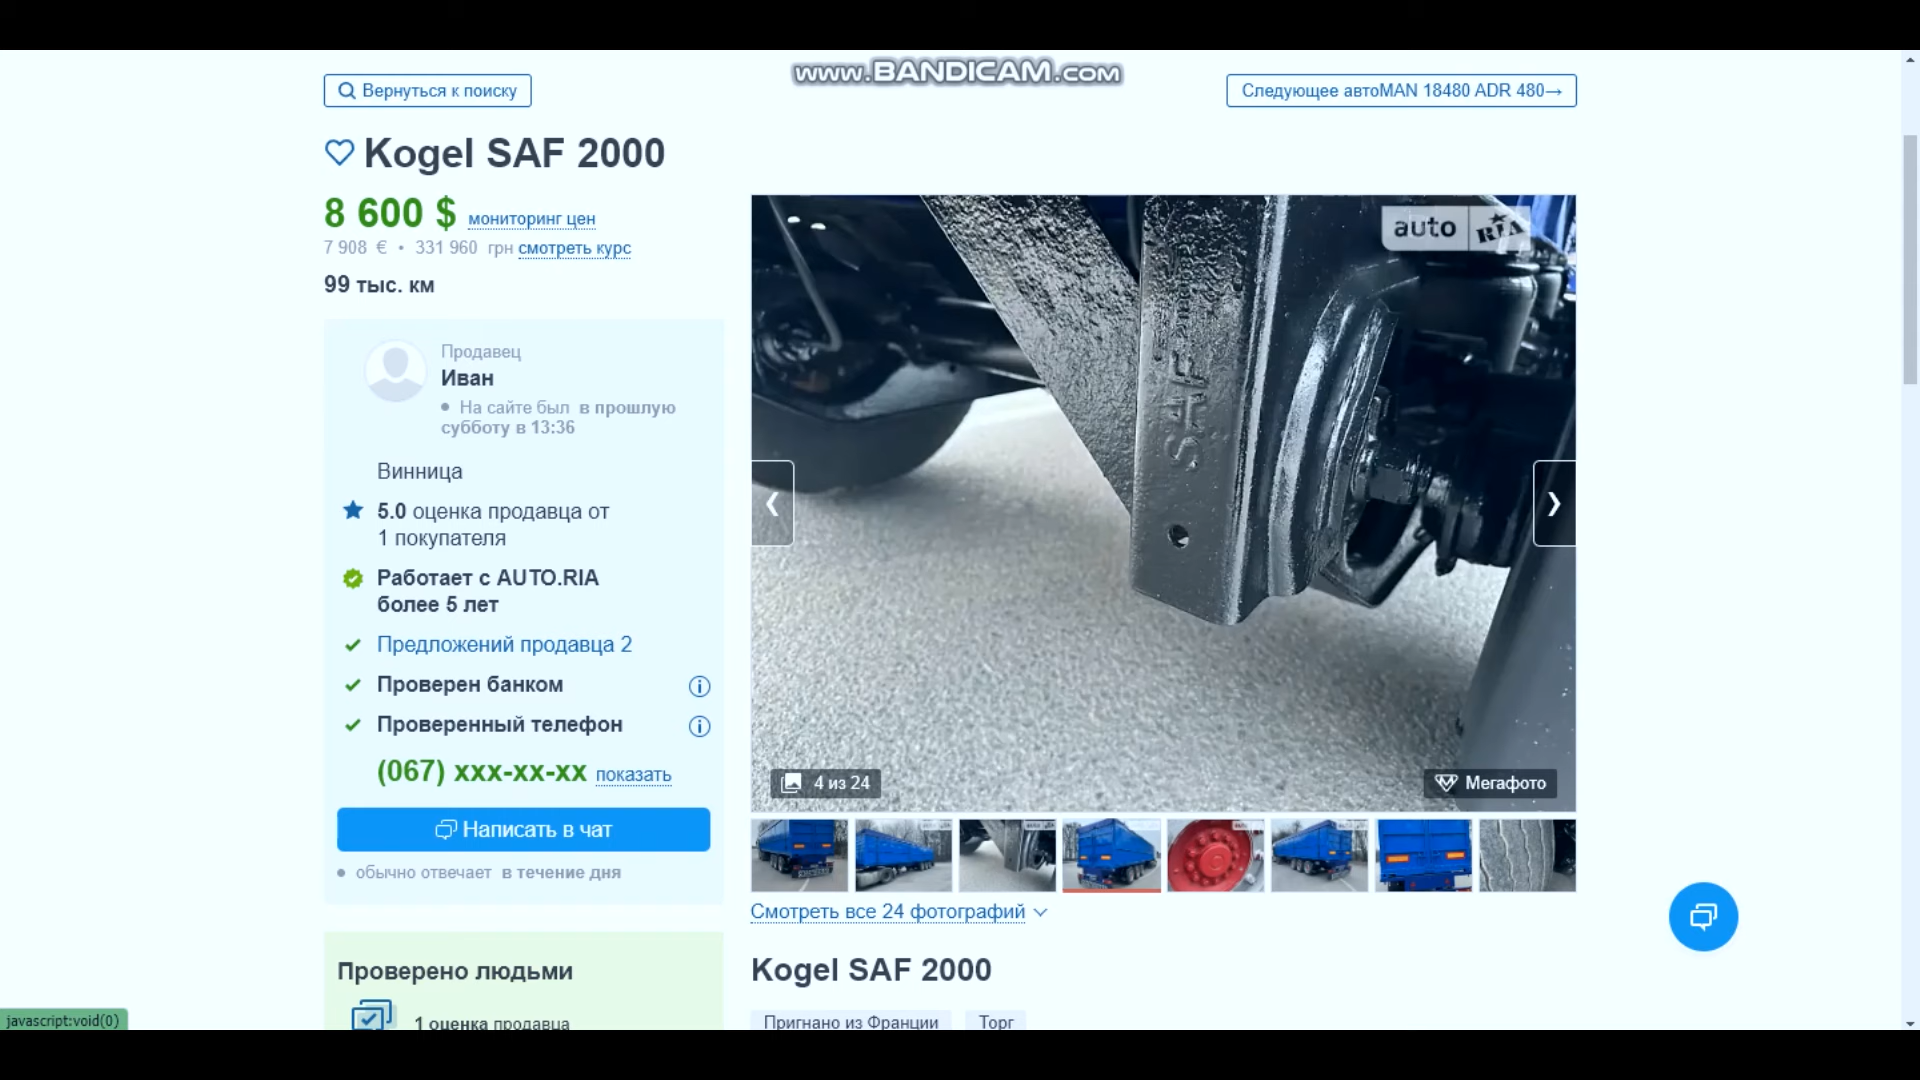 www.BANDICAM.com
Вернуться к поиску
Следующее автоMAN 18480 ADR 480→
Kogel SAF 2000
8 600 $ мониторинг цен
7 908 € • 331 960 грн смотреть курс
99 тыс. км
Продавец
Иван
• На сайте был в прошлую
субботу в 13:36
Винница
5.0 оценка продавца от
1 покупателя
Работает с AUTO.RIA
более 5 лет
Предложений продавца 2
Проверен банком
Проверенный телефон
(067) xxx-xx-xx показать
Написать в чат
• обычно отвечает в течение дня
Проверено людьми
1 оценка продавца
auto RIA
SAF
4 из 24
Мегафото
Смотреть все 24 фотографий
Kogel SAF 2000
Пригнано из Франции
Торг
javascript:void(0)